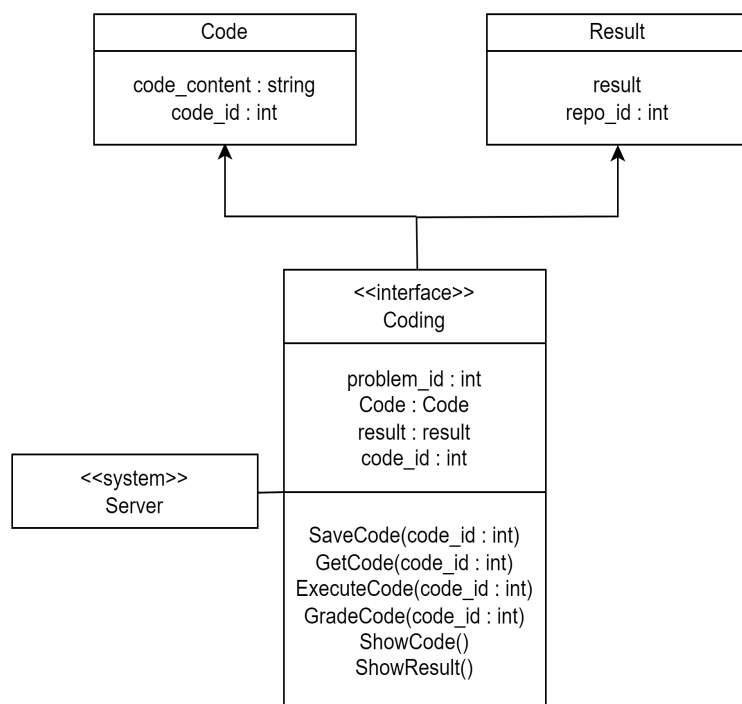 Code
code_content : string
code_id : int
Result
result
repo_id : int
<<interface>>
Coding
problem_id : int
Code : Code
result : result
code_id : int
<<system>>
Server
SaveCode(code_id : int)
GetCode(code_id : int)
ExecuteCode(code_id : int)
GradeCode(code_id : int)
ShowCode()
ShowResult()